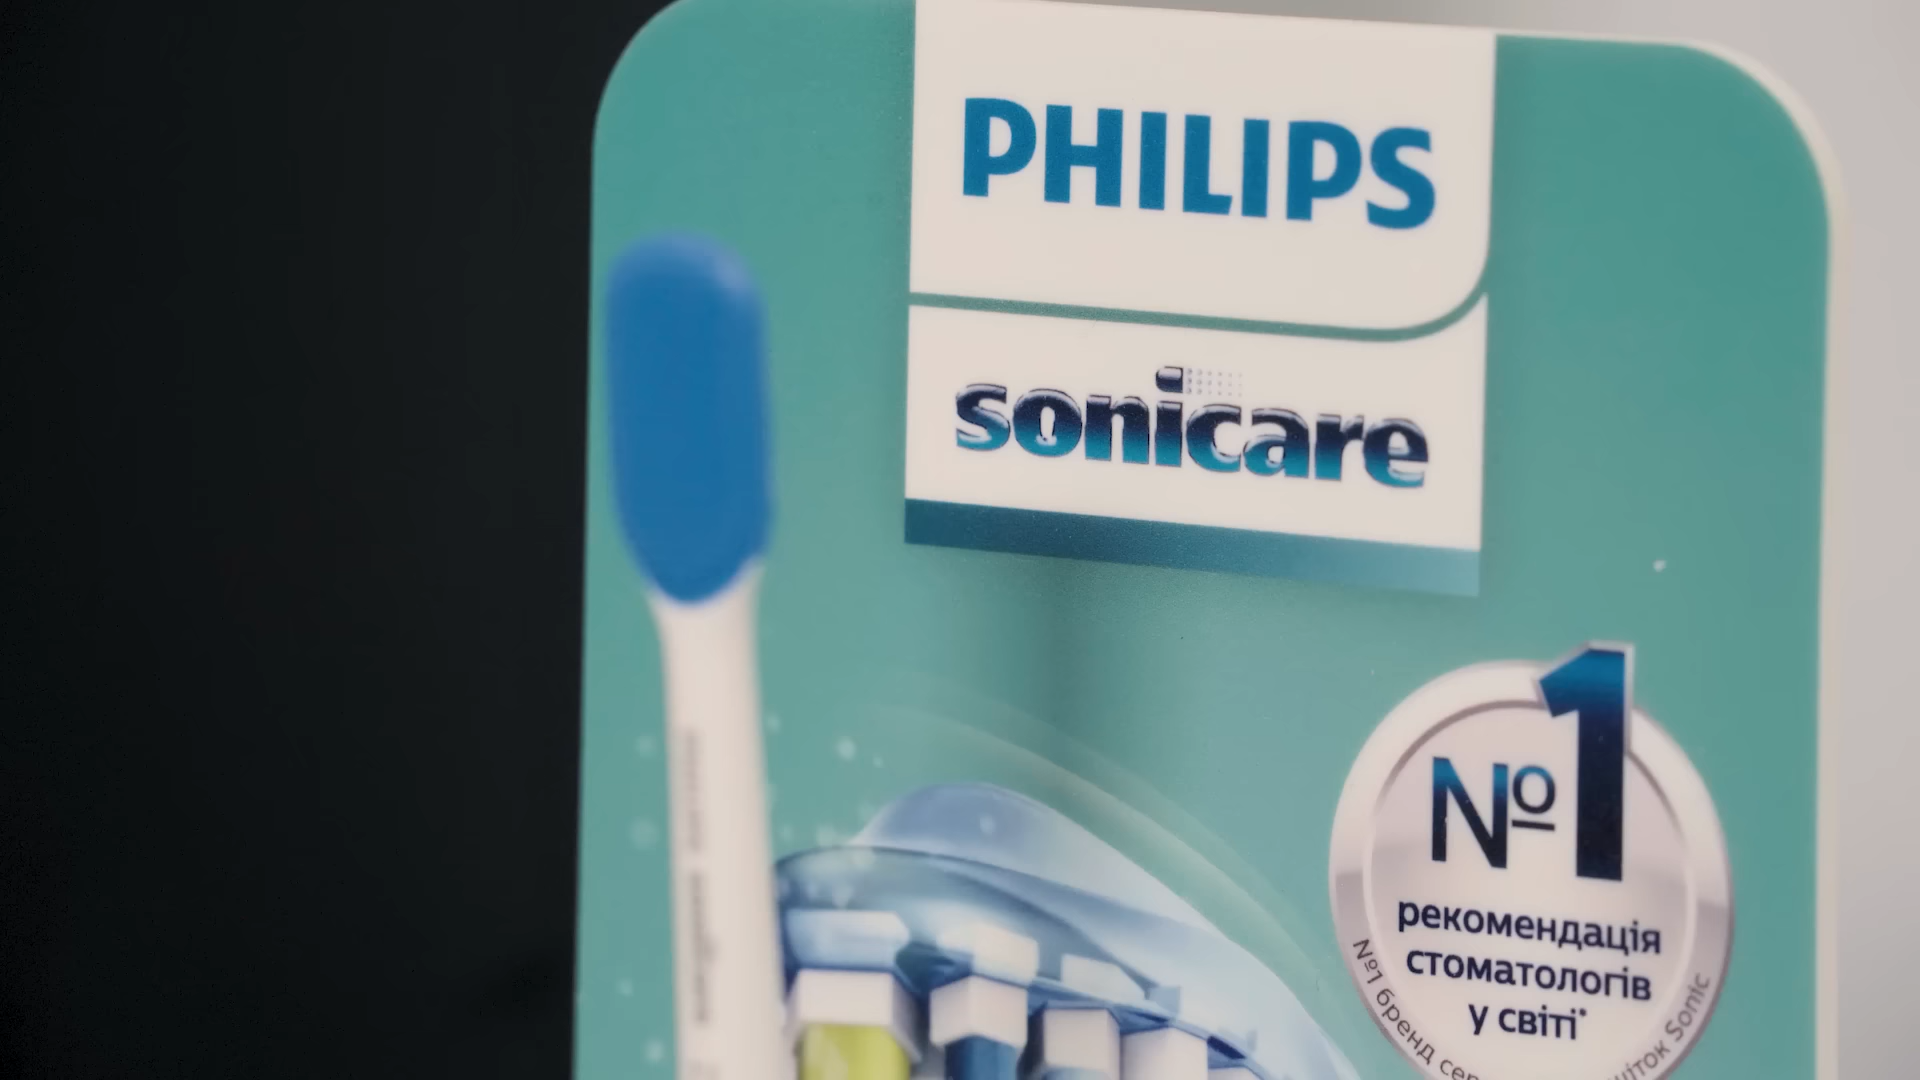 PHILIPS
sonicare
№1
рекомендація
стоматологів
у світі*
№1 бренд
Sonic